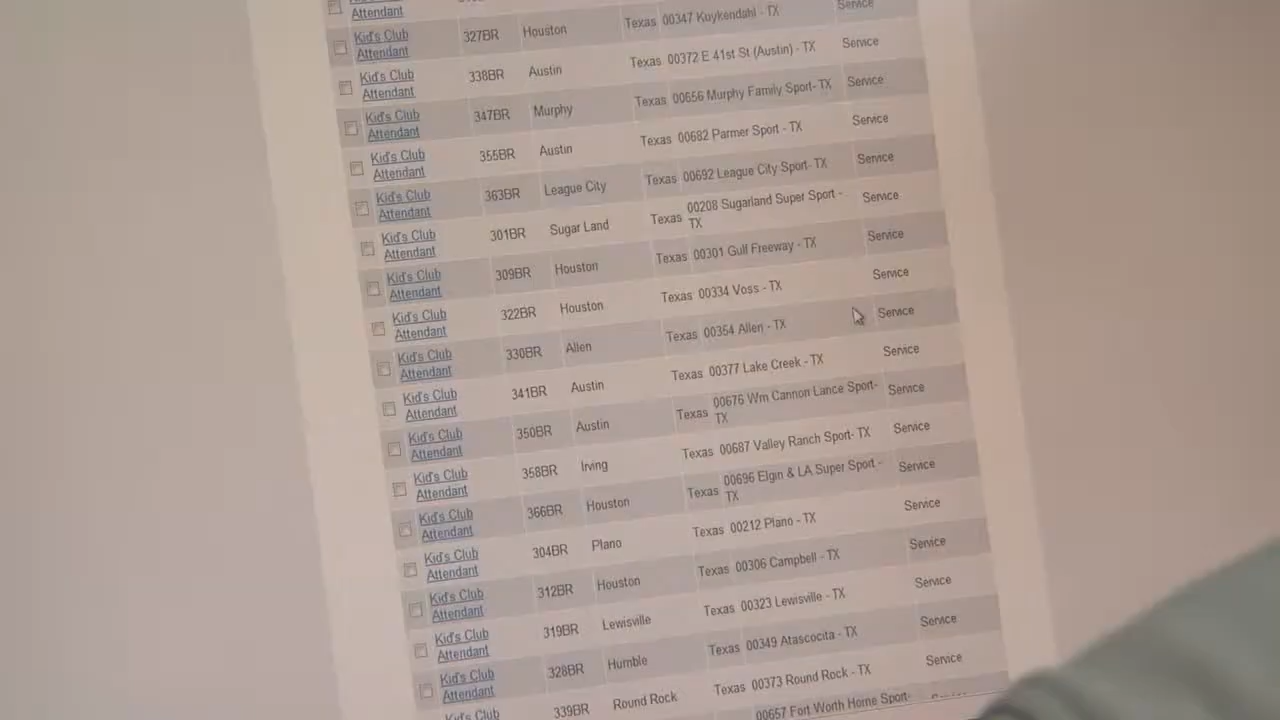 Attendant
Kid's Club Attendant 327BR Houston Texas 00347 Kuykendahl - TX Service
Kid's Club Attendant 338BR Austin Texas 00372 E 41st St (Austin) - TX Service
Kid's Club Attendant 347BR Murphy Texas 00656 Murphy Family Sport- TX Service
Kid's Club Attendant 355BR Austin Texas 00682 Parmer Sport - TX Service
Kid's Club Attendant 363BR League City Texas 00692 League City Sport- TX Service
Kid's Club Attendant 301BR Sugar Land Texas 00208 Sugarland Super Sport - TX Service
Kid's Club Attendant 309BR Houston Texas 00301 Gulf Freeway - TX Service
Kid's Club Attendant 322BR Houston Texas 00334 Voss - TX Service
Kid's Club Attendant 330BR Allen Texas 00354 Allen - TX Service
Kid's Club Attendant 341BR Austin Texas 00377 Lake Creek - TX Service
Kid's Club Attendant 350BR Austin Texas 00676 Wm Cannon Lance Sport- TX Service
Kid's Club Attendant 358BR Irving Texas 00687 Valley Ranch Sport- TX Service
Kid's Club Attendant 366BR Houston Texas 00696 Elgin & LA Super Sport - TX Service
Kid's Club Attendant 304BR Plano Texas 00212 Plano - TX Service
Kid's Club Attendant 312BR Houston Texas 00306 Campbell - TX Service
Kid's Club Attendant 319BR Lewisville Texas 00323 Lewisville - TX Service
Kid's Club Attendant 328BR Humble Texas 00349 Atascocita - TX Service
Kid's Club 339BR Round Rock Texas 00373 Round Rock - TX Service
00657 Fort Worth Home Sport-